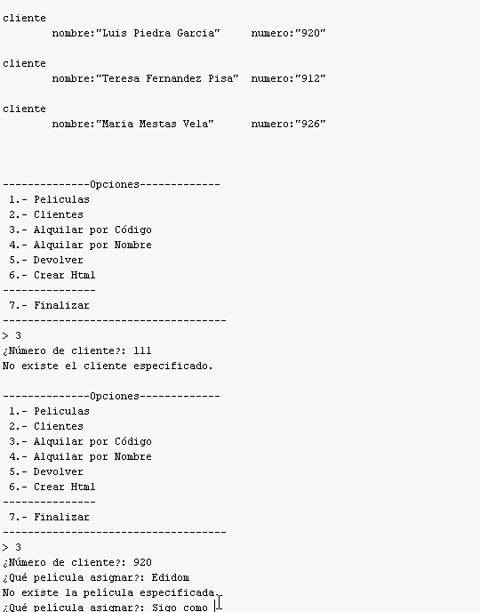 cliente
nombre:"Luis Piedra Garcia" numero:"920"
cliente
nombre:"Teresa Fernandez Pisa" numero:"912"
cliente
nombre:"Maria Mestas Vela" numero:"926"
--------------Opciones-------------
1.- Peliculas
2.- Clientes
3.- Alquilar por Código
4.- Alquilar por Nombre
5.- Devolver
6.- Crear Html
---------------
7.- Finalizar
------------------------------------
> 3
¿Número de cliente?: 111
No existe el cliente especificado.
--------------Opciones-------------
1.- Peliculas
2.- Clientes
3.- Alquilar por Código
4.- Alquilar por Nombre
5.- Devolver
6.- Crear Html
---------------
7.- Finalizar
------------------------------------
> 3
¿Número de cliente?: 920
¿Qué película asignar?: Edidom
No existe la película especificada.
¿Qué película asignar?: Sigo como